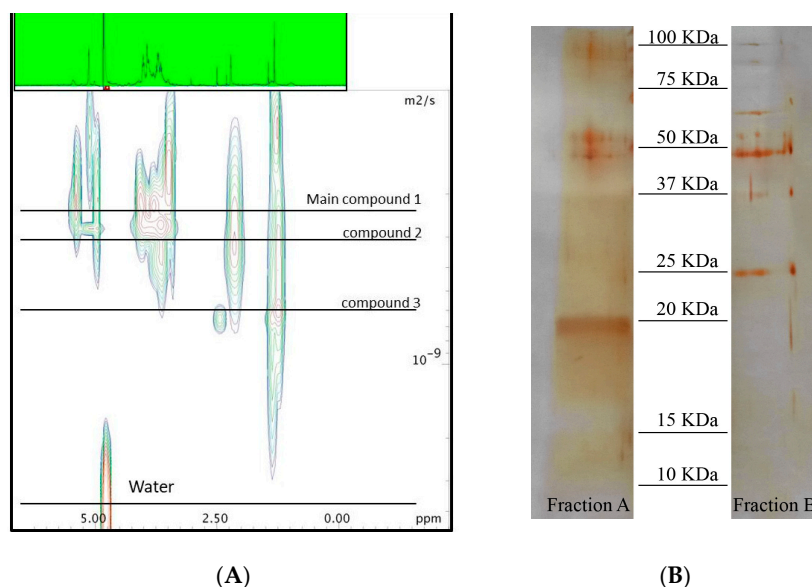 m2/s
Main compound 1
compound 2
compound 3
10⁻⁹
Water
5.00 2.50 0.00 ppm
(A)
100 KDa
75 KDa
50 KDa
37 KDa
25 KDa
20 KDa
15 KDa
10 KDa
Fraction A Fraction B
(B)